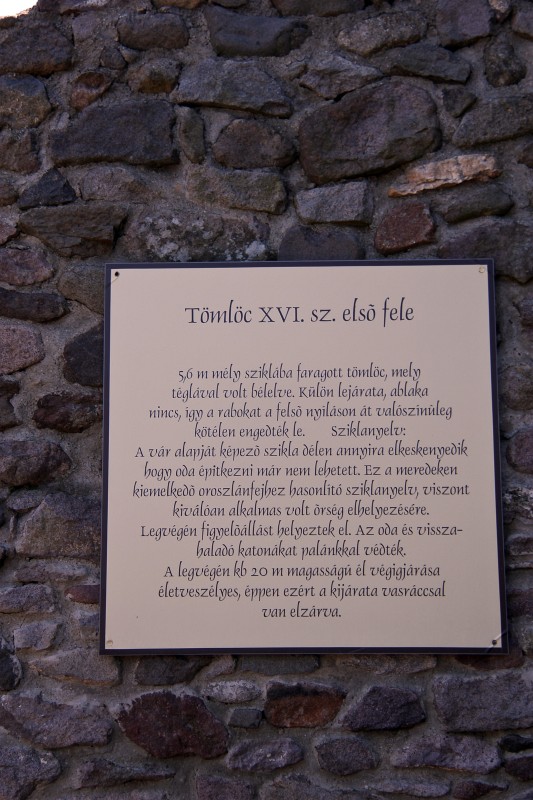 Tömlöc XVI. sz. elsõ fele
5,6 m mély sziklába faragott tömlöc, mely
téglával volt bélelve. Külön lejárata, ablaka
nincs, így a rabokat a felsõ nyíláson át valószínûleg
kötélen engedték le. Sziklanyelv:
A vár alapját képezõ szikla délen annyira elkeskenyedik
hogy oda építkezni már nem lehetett. Ez a meredeken
kiemelkedõ oroszlánfejhez hasonlító sziklanyelv, viszont
kiválóan alkalmas volt õrség elhelyezésére.
Legvégén figyelõállást helyeztek el. Az oda és vissza-
haladó katonákat palánkkal védték.
A legvégén kb 20 m magasságú él végigjárása
életveszélyes, éppen ezért a kijárata vasráccsal
van elzárva.